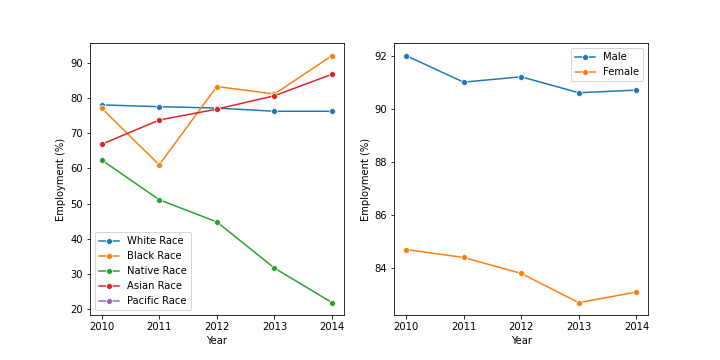 90
80
70
60
50
40
30
20
Employment (%)
2010
2011
2012
2013
2014
Year
White Race
Black Race
Native Race
Asian Race
Pacific Race
92
90
88
86
84
Employment (%)
2010
2011
2012
2013
2014
Year
Male
Female